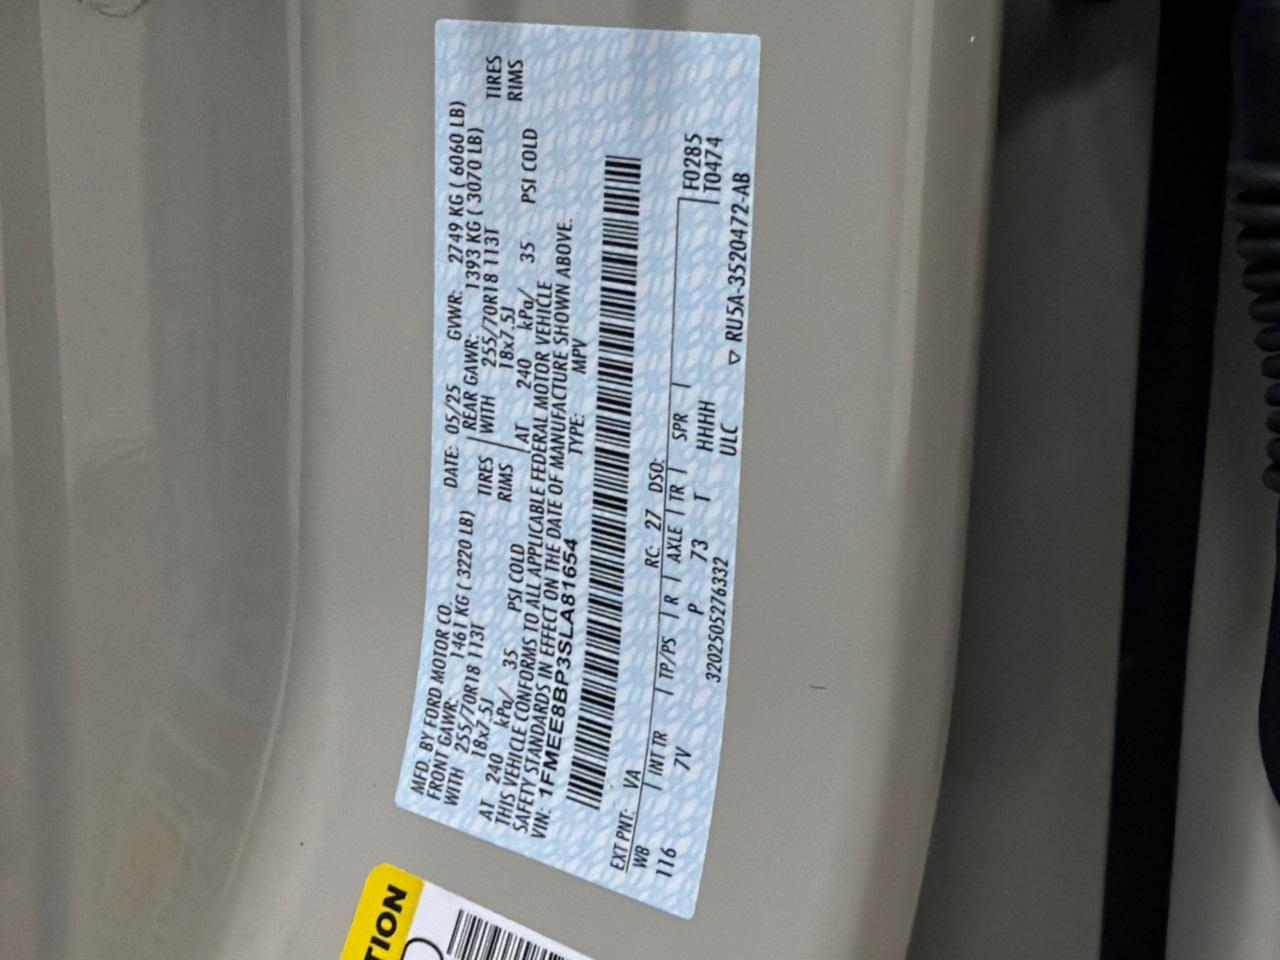 MFD. BY FORD MOTOR CO. DATE: 05/25 GVWR: 2749 KG ( 6060 LB)
FRONT GAWR: 1461 KG ( 3220 LB) REAR GAWR: 1393 KG ( 3070 LB)
WITH 255/70R18 113T TIRES WITH 255/70R18 113T TIRES
18x7.5J RIMS 18x7.5J RIMS
AT 240 kPa/ 35 PSI COLD AT 240 kPa/ 35 PSI COLD
THIS VEHICLE CONFORMS TO ALL APPLICABLE FEDERAL MOTOR VEHICLE
SAFETY STANDARDS IN EFFECT ON THE DATE OF MANUFACTURE SHOWN ABOVE.
VIN: 1FMEE8BP3SLA81654 TYPE: MPV
EXT PNT: VA RC: 27 DSO: F0285
WB INT TR TP/PS R AXLE TR SPR T0474
116 7V P 73 T HHHH
3202505276332 ULC ▽ RU5A-3520472-AB
TION